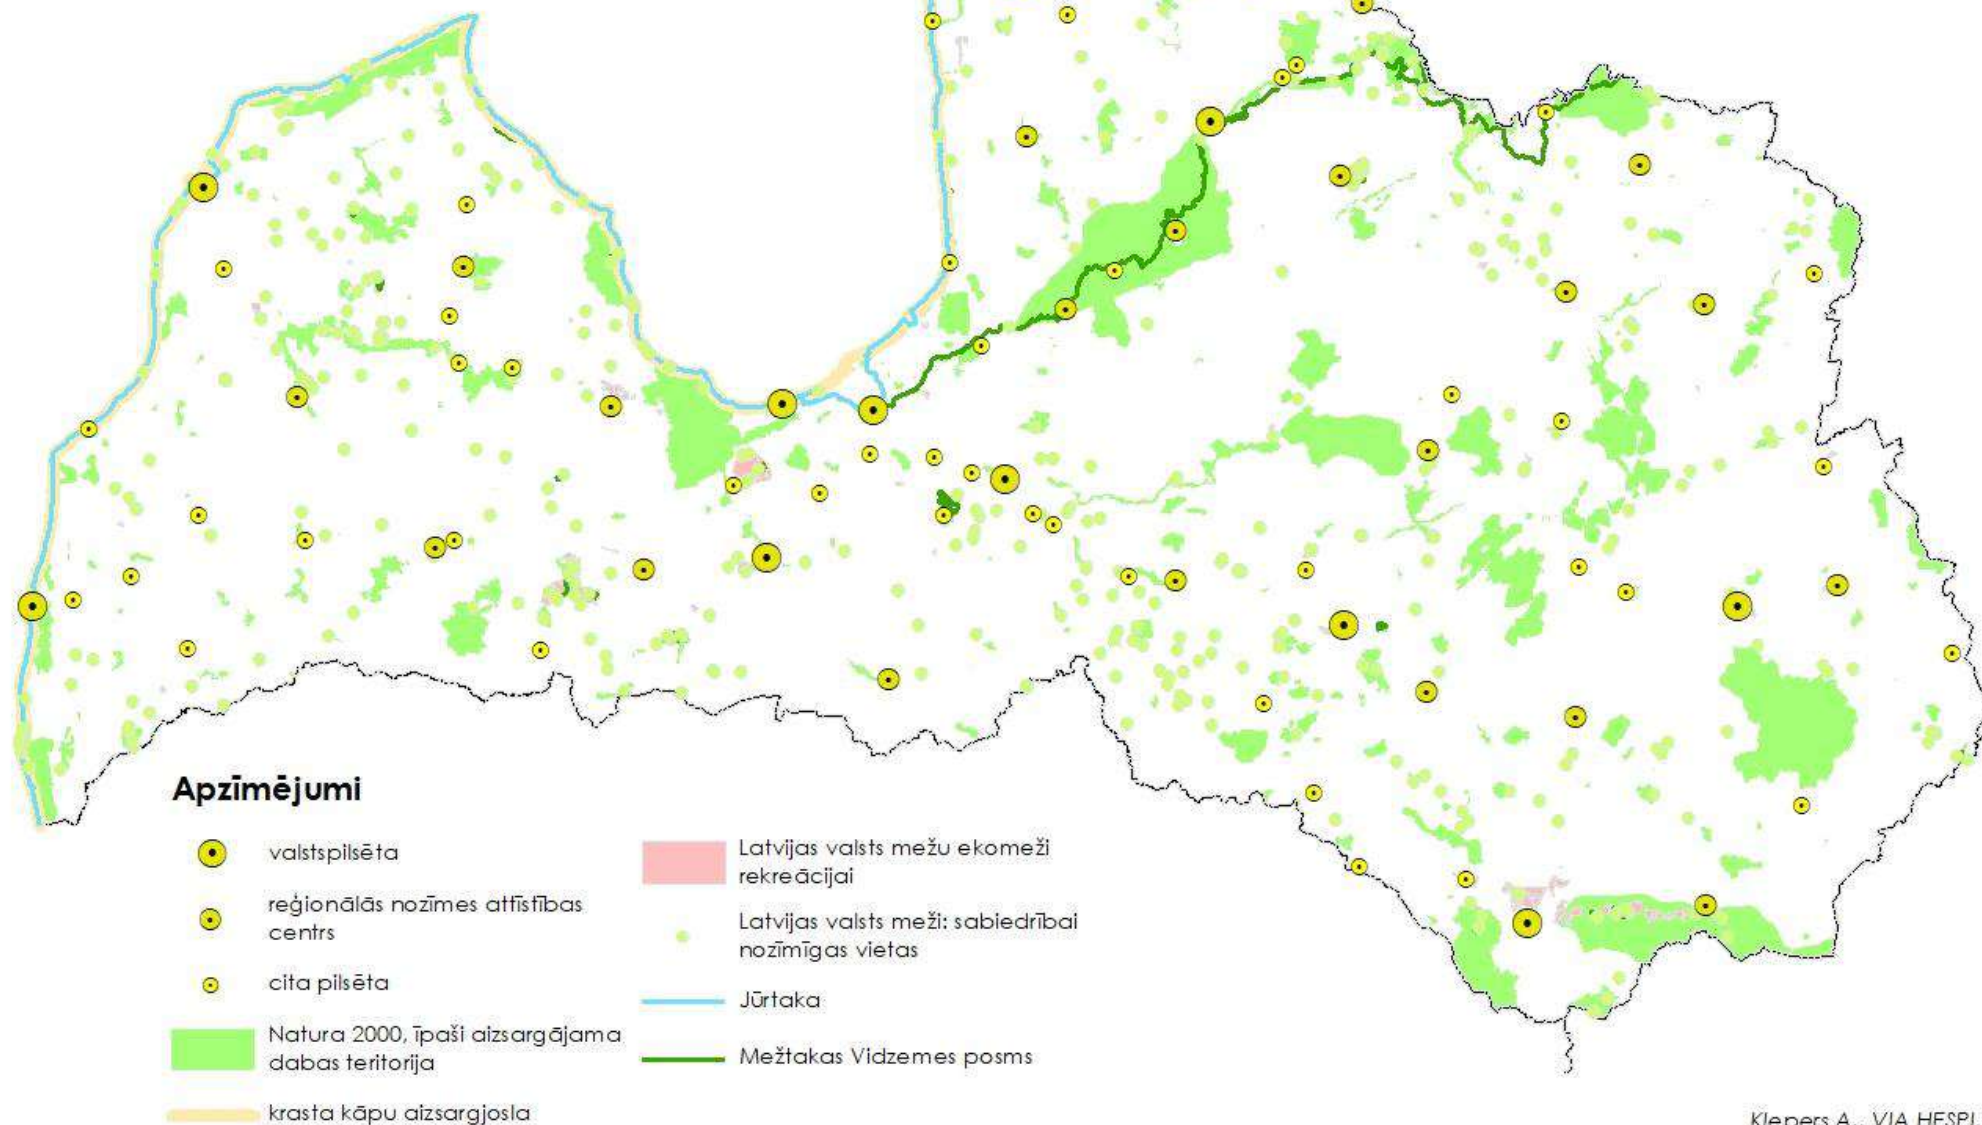 Apzīmējumi
valstspilsēta
reģionālās nozīmes attīstības
centrs
cita pilsēta
Natura 2000, īpaši aizsargājama
dabas teritorija
krasta kāpu aizsargjosla
Latvijas valsts mežu ekomeži
rekreācijai
Latvijas valsts meži: sabiedrībai
nozīmīgas vietas
Jūrtaka
Mežtakas Vidzemes posms
Klepers A., VIA HESPI,